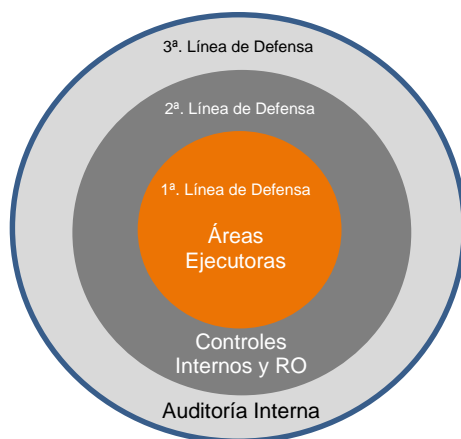 3ª. Línea de Defensa
2ª. Línea de Defensa
1ª. Línea de Defensa
Áreas
Ejecutoras
Controles
Internos y RO
Auditoría Interna